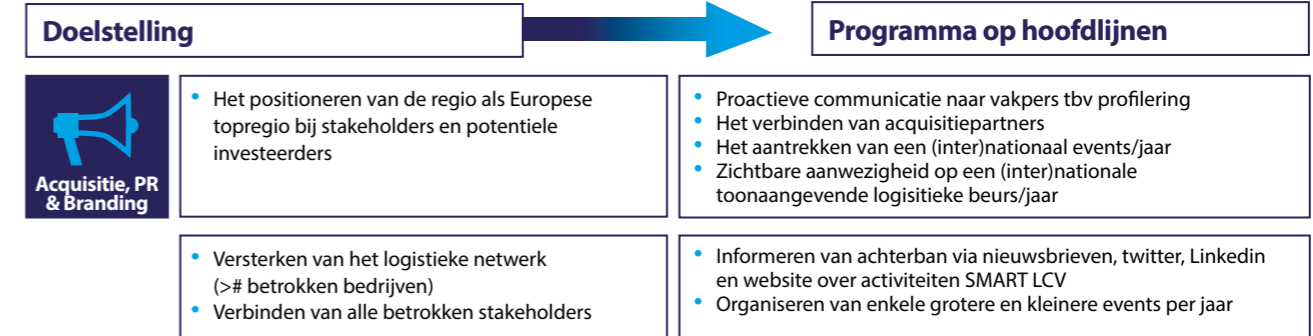 Doelstelling
Programma op hoofdlijnen
Acquisitie, PR
& Branding
• Het positioneren van de regio als Europese
topregio bij stakeholders en potentiele
investeerders
• Proactieve communicatie naar vakpers tbv profilering
• Het verbinden van acquisitiepartners
• Het aantrekken van een (inter)nationaal events/jaar
• Zichtbare aanwezigheid op een (inter)nationale
toonaangevende logisitieke beurs/jaar
• Versterken van het logistieke netwerk
(># betrokken bedrijven)
• Verbinden van alle betrokken stakeholders
• Informeren van achterban via nieuwsbrieven, twitter, Linkedin
en website over activiteiten SMART LCV
• Organiseren van enkele grotere en kleinere events per jaar